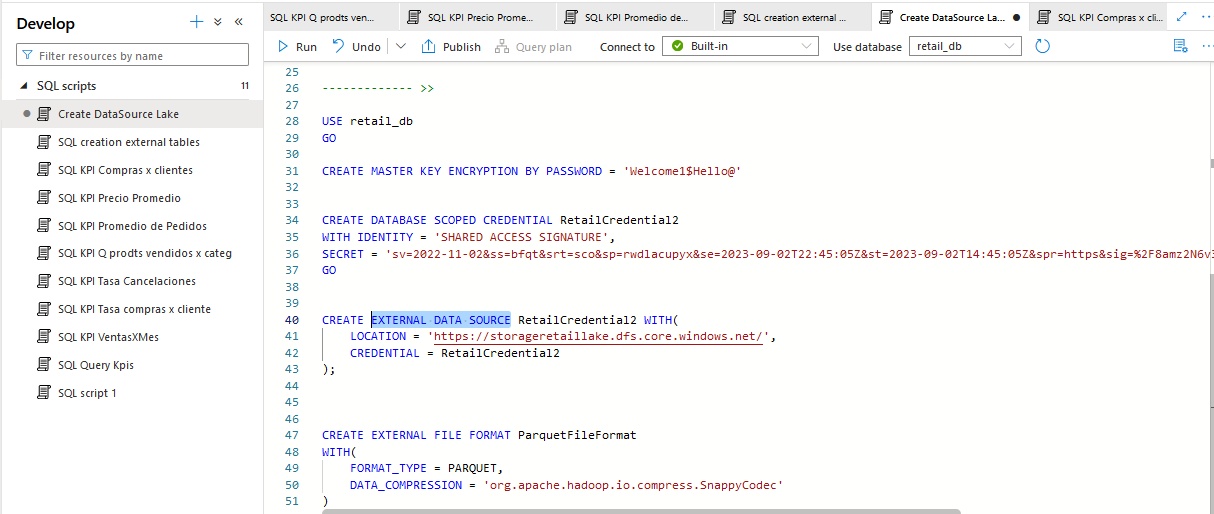 Develop
Filter resources by name
SQL scripts 11
Create DataSource Lake
SQL creation external tables
SQL KPI Compras x clientes
SQL KPI Precio Promedio
SQL KPI Promedio de Pedidos
SQL KPI Q prodts vendidos x categ
SQL KPI Tasa Cancelaciones
SQL KPI Tasa compras x cliente
SQL KPI VentasXMes
SQL Query Kpis
SQL script 1
SQL KPI Q prodts ven... SQL KPI Precio Prome... SQL KPI Promedio de... SQL creation external ... Create DataSource La... SQL KPI Compras x cli...
Run Undo Publish Query plan Connect to Built-in Use database retail_db
25
26 ------------- >>
27
28 USE retail_db
29 GO
30
31 CREATE MASTER KEY ENCRYPTION BY PASSWORD = 'Welcome1$Hello@'
32
33
34 CREATE DATABASE SCOPED CREDENTIAL RetailCredential2
35 WITH IDENTITY = 'SHARED ACCESS SIGNATURE',
36 SECRET = 'sv=2022-11-02&ss=bfqt&srt=sco&sp=rwdlacupyx&se=2023-09-02T22:45:05Z&st=2023-09-02T14:45:05Z&spr=https&sig=%2F8amz2N6v
37 GO
38
39
40 CREATE EXTERNAL DATA SOURCE RetailCredential2 WITH(
41 LOCATION = 'https://storageretaillake.dfs.core.windows.net/',
42 CREDENTIAL = RetailCredential2
43 );
44
45
46
47 CREATE EXTERNAL FILE FORMAT ParquetFileFormat
48 WITH(
49 FORMAT_TYPE = PARQUET,
50 DATA_COMPRESSION = 'org.apache.hadoop.io.compress.SnappyCodec'
51 )